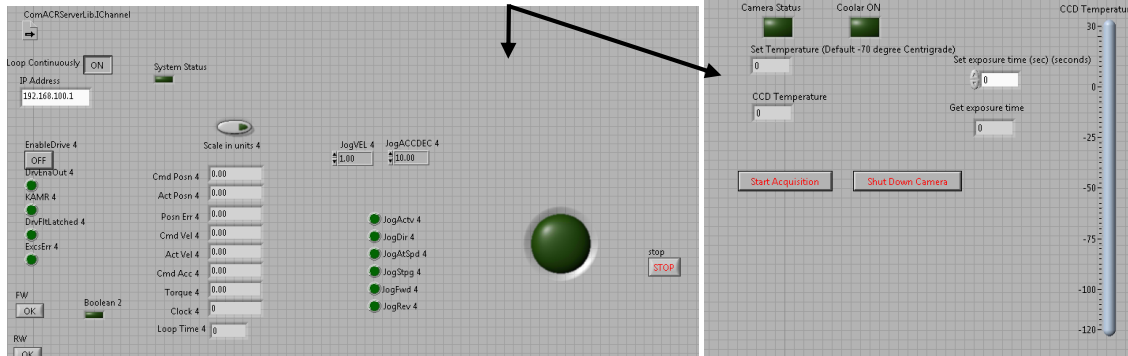 ComACRServerLib.IChannel
Loop Continuously ON
IP Address
192.168.100.1
System Status
EnableDrive 4
OFF
DrvEnaOut 4
KAMR 4
DrvFltLatched 4
ExcsErr 4
FW
OK
Boolean 2
RW
OK
Scale in units 4
Cmd Posn 4 0.00
Act Posn 4 0.00
Posn Err 4 0.00
Cmd Vel 4 0.00
Act Vel 4 0.00
Cmd Acc 4 0.00
Torque 4 0.00
Clock 4 0
Loop Time 4 0
JogVEL 4 JogACCDEC 4
1.00 10.00
JogActv 4
JogDir 4
JogAtSpd 4
JogStpg 4
JogFwd 4
JogRev 4
stop
STOP
Camera Status Coolar ON
Set Temperature (Default -70 degree Centrigrade)
0
CCD Temperature
0
Set exposure time (sec) (seconds)
0
Get exposure time
0
Start Acquisition Shut Down Camera
CCD Temperatur
30
0
-25
-50
-75
-100
-120